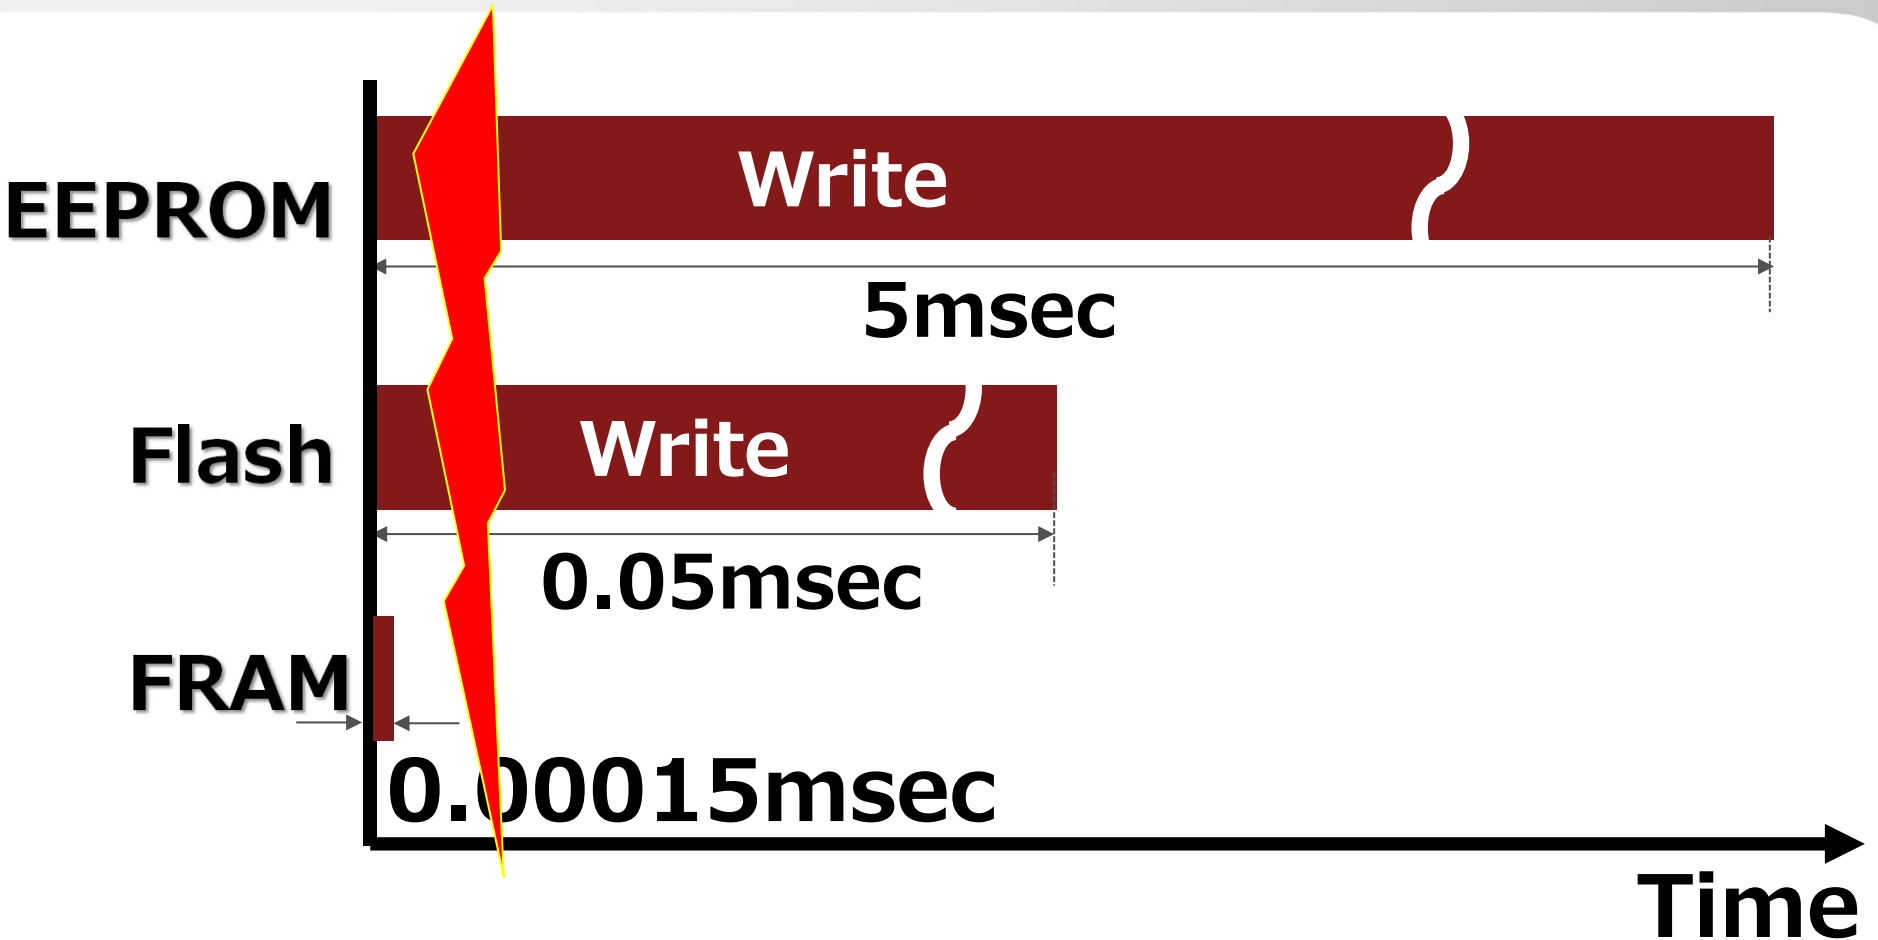 EEPROM
Write
5msec
Flash
Write
0.05msec
FRAM
0.00015msec
Time